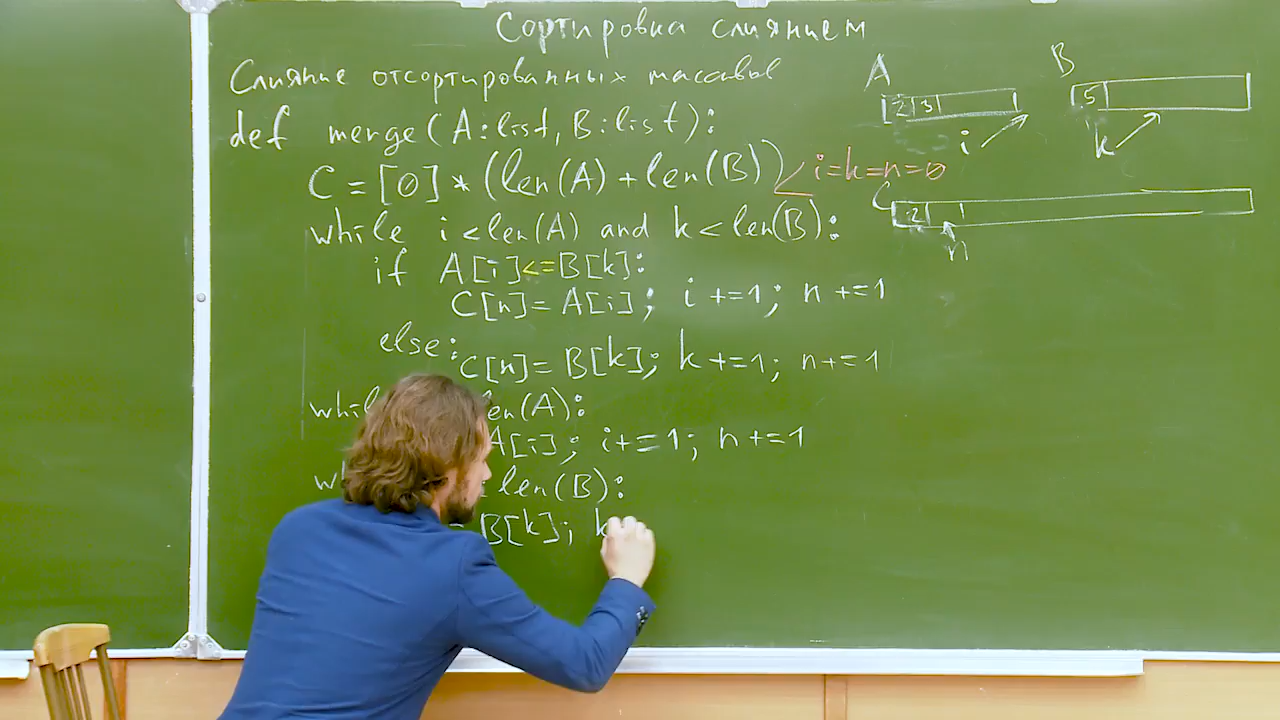 Сортировка слиянием
Слияние отсортированных массивов
def merge(A:list, B:list):
C = [0] * (len(A) + len(B))
i=k=n=0
while i < len(A) and k < len(B):
if A[i] <= B[k]:
C[n] = A[i]; i += 1; n += 1
else: C[n] = B[k]; k += 1; n += 1
len(A):
A[i]; i += 1; n += 1
len(B):
= B[k]; k
A
2 3
i
B
5
k
C
2
n